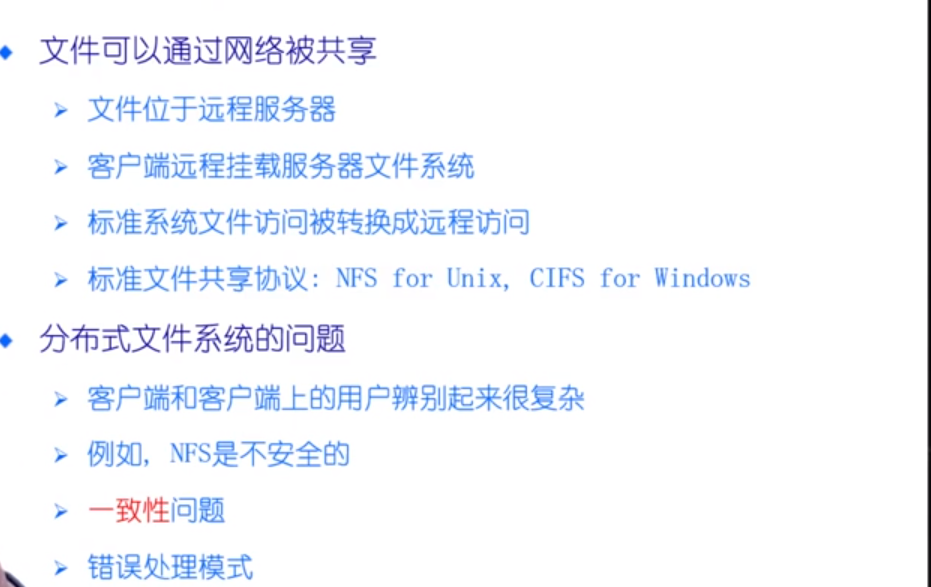 文件可以通过网络被共享
文件位于远程服务器
客户端远程挂载服务器文件系统
标准系统文件访问被转换成远程访问
标准文件共享协议: NFS for Unix, CIFS for Windows
分布式文件系统的问题
客户端和客户端上的用户辨别起来很复杂
例如, NFS是不安全的
一致性问题
错误处理模式